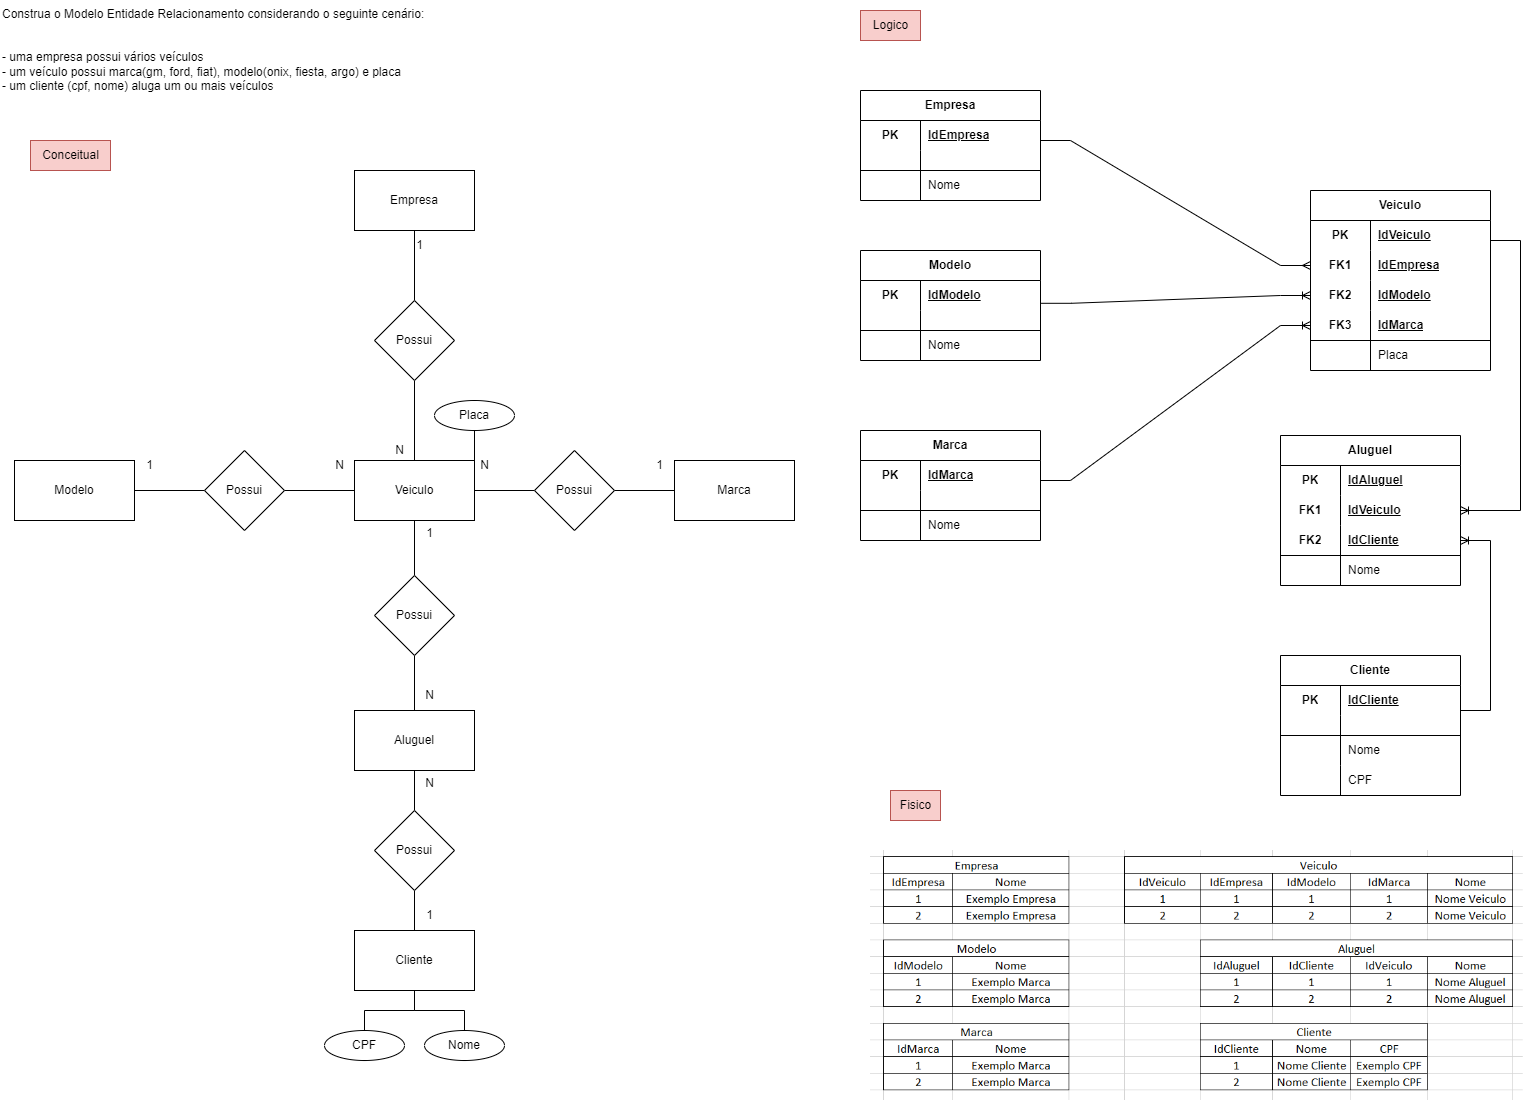 Construa o Modelo Entidade Relacionamento considerando o seguinte cenário:
- uma empresa possui vários veículos
- um veículo possui marca(gm, ford, fiat), modelo(onix, fiesta, argo) e placa
- um cliente (cpf, nome) aluga um ou mais veículos
Conceitual
Empresa
1
Possui
Placa
N
1
N
N
1
Modelo
Possui
Veiculo
Possui
Marca
1
Possui
N
Aluguel
N
Possui
1
Cliente
CPF
Nome
Logico
Empresa
PK IdEmpresa
Nome
Modelo
PK IdModelo
Nome
Marca
PK IdMarca
Nome
Veiculo
PK IdVeiculo
FK1 IdEmpresa
FK2 IdModelo
FK3 IdMarca
Placa
Aluguel
PK IdAluguel
FK1 IdVeiculo
FK2 IdCliente
Nome
Cliente
PK IdCliente
Nome
CPF
Fisico
Empresa
IdEmpresa Nome
1 Exemplo Empresa
2 Exemplo Empresa
Veiculo
IdVeiculo IdEmpresa IdModelo IdMarca Nome
1 1 1 1 Nome Veiculo
2 2 2 2 Nome Veiculo
Modelo
IdModelo Nome
1 Exemplo Marca
2 Exemplo Marca
Aluguel
IdAluguel IdCliente IdVeiculo Nome
1 1 1 Nome Aluguel
2 2 2 Nome Aluguel
Marca
IdMarca Nome
1 Exemplo Marca
2 Exemplo Marca
Cliente
IdCliente Nome CPF
1 Nome Cliente Exemplo CPF
2 Nome Cliente Exemplo CPF